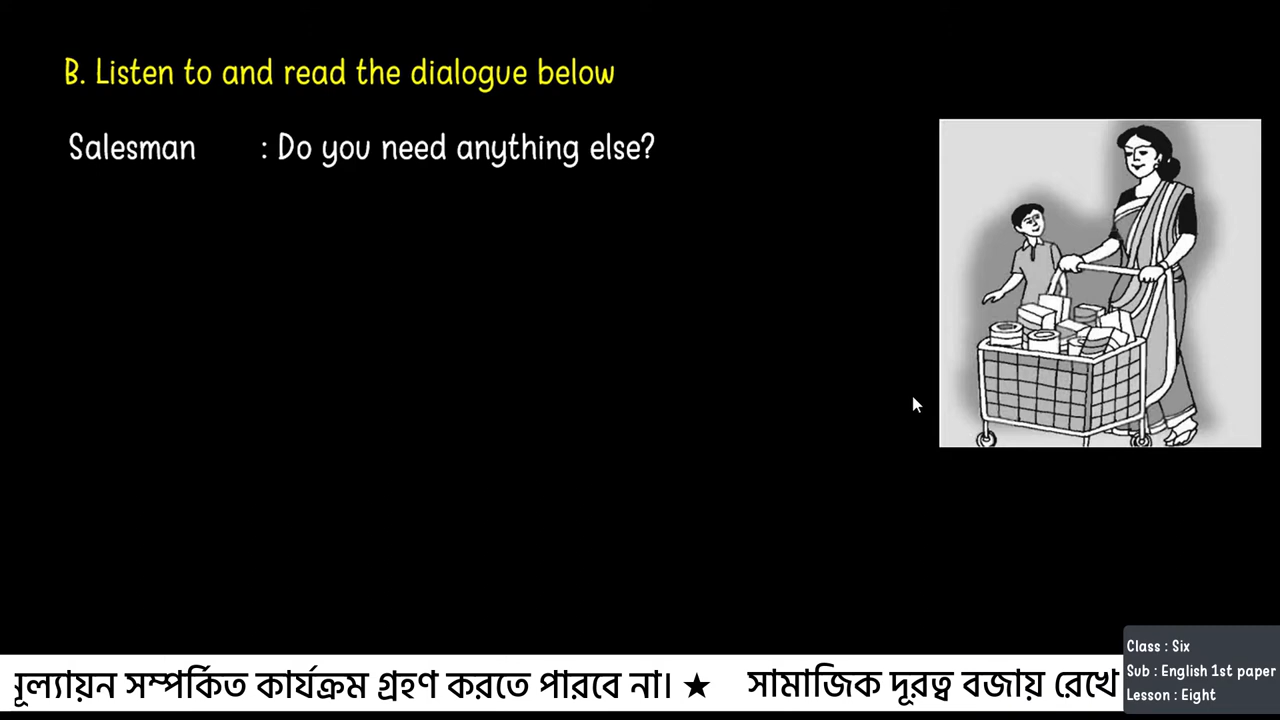 B. Listen to and read the dialogue below
Salesman : Do you need anything else?
সম্পর্কিত কার্যক্রম গ্রহণ করতে পারবে না। ★ সামাজিক দূরত্ব বজায় রেখে
Class : Six
Sub : English 1st paper
Lesson : Eight